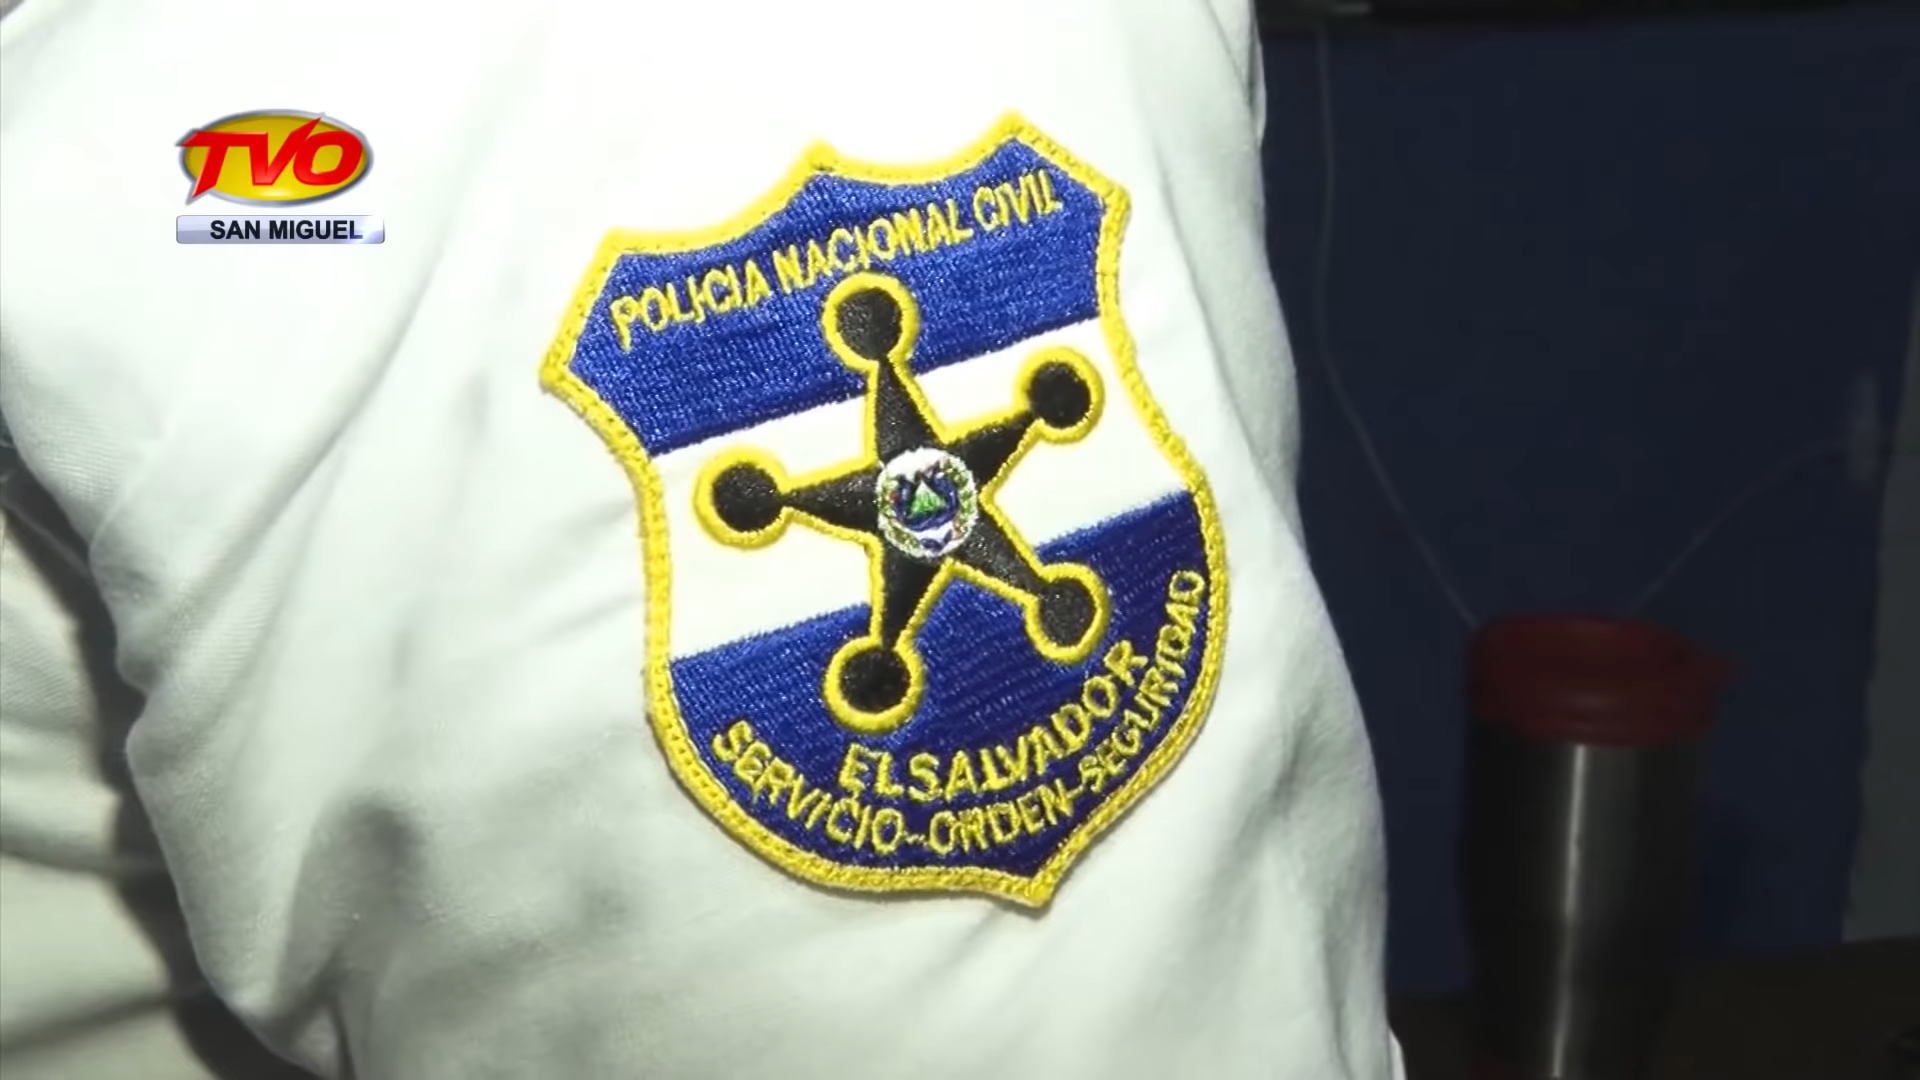 TVO
SAN MIGUEL
POLICIA NACIONAL CIVIL
EL SALVADOR
SERVICIO-ORDEN-SEGURIDAD